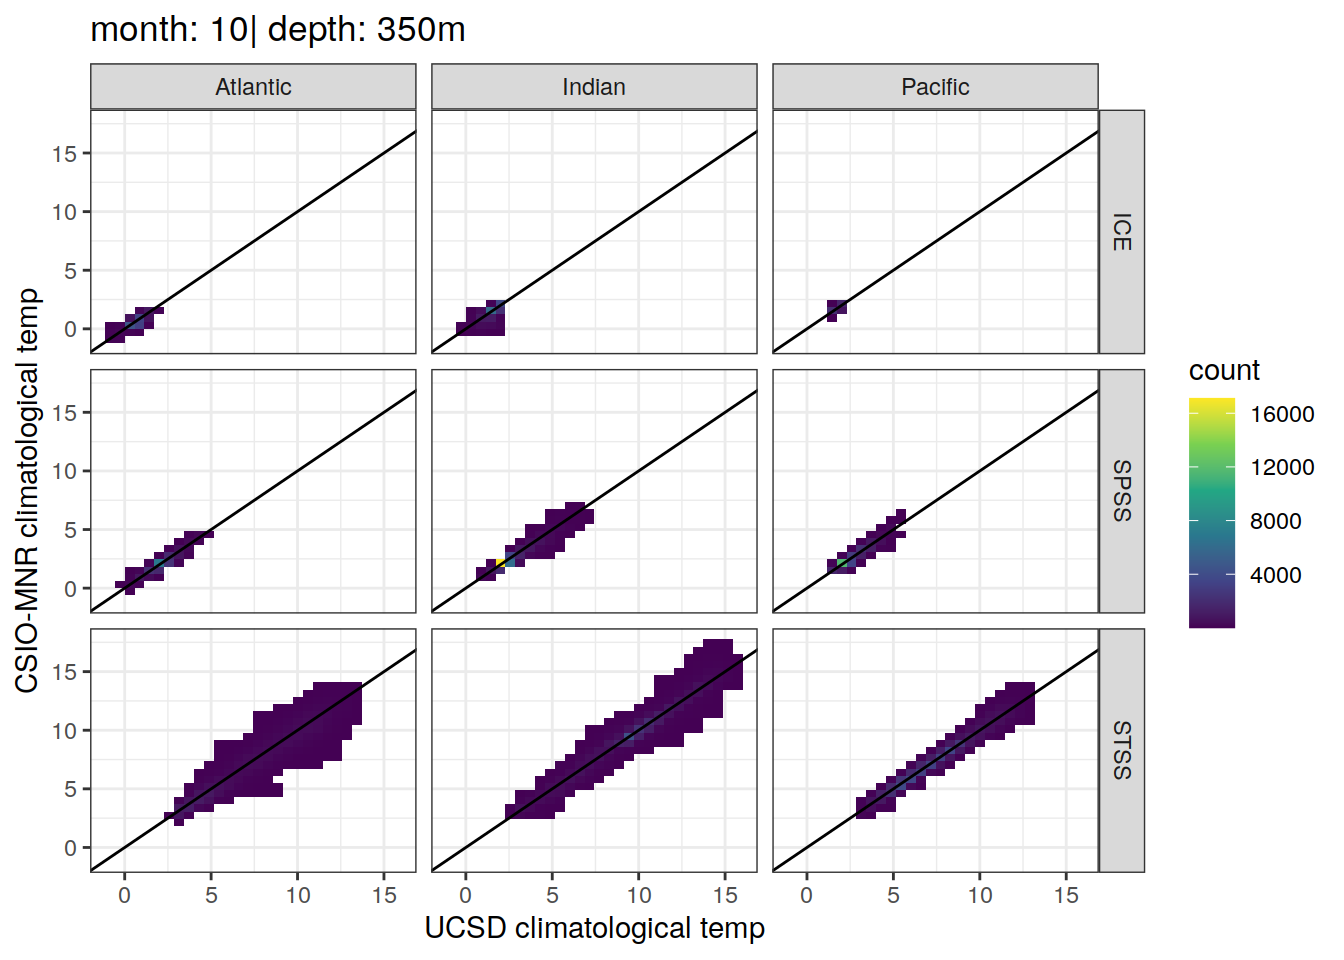 month: 10| depth: 350m
Atlantic
Indian
Pacific
CSIO-MNR climatological temp
15
10
5
0
ICE
15
10
5
0
SPSS
15
10
5
0
STSS
0
5
10
15
0
5
10
15
0
5
10
15
UCSD climatological temp
count
16000
12000
8000
4000